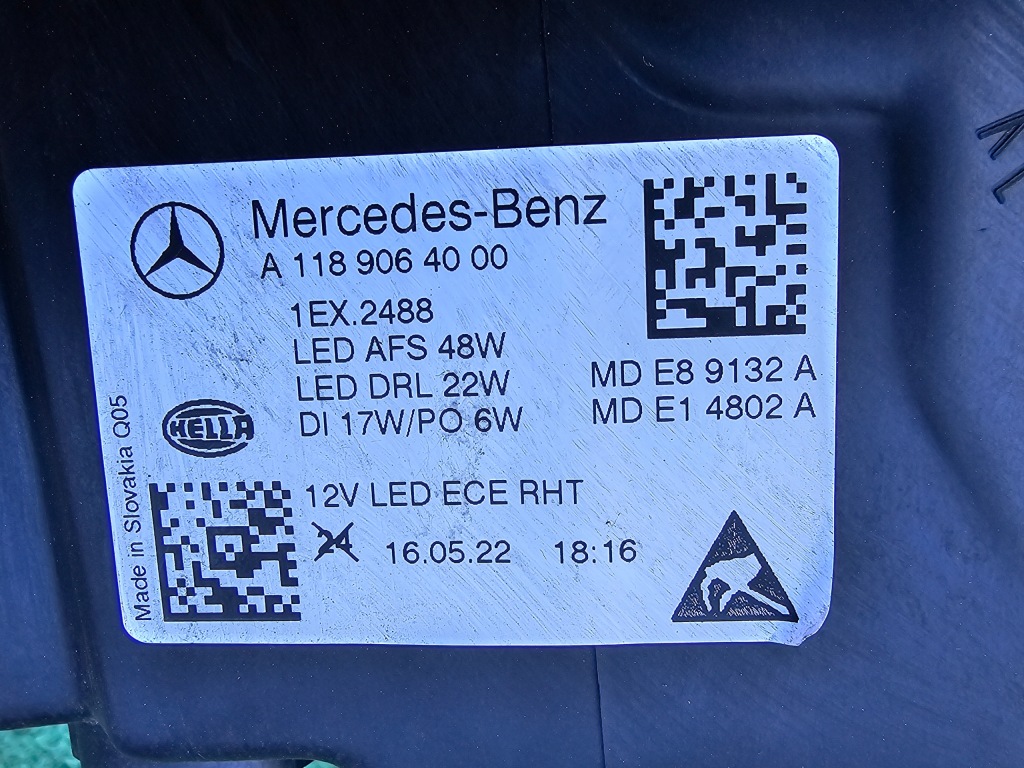 Mercedes-Benz
A 118 906 40 00
1EX.2488
LED AFS 48W
LED DRL 22W
DI 17W/PO 6W
MD E8 9132 A
MD E1 4802 A
HELLA
Made in Slovakia Q05
12V LED ECE RHT
24 16.05.22 18:16